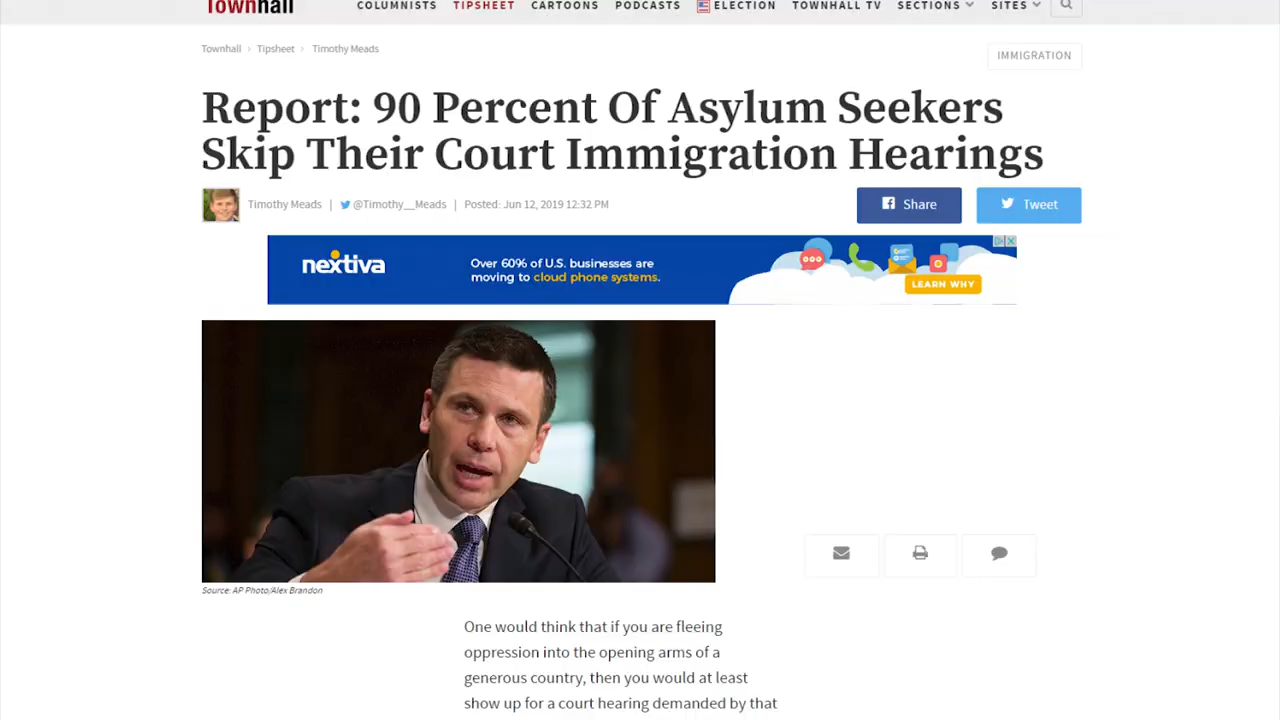 Townhall
COLUMNISTS TIPSHEET CARTOONS PODCASTS ELECTION TOWNHALL TV SECTIONS SITES
Townhall > Tipsheet > Timothy Meads
IMMIGRATION
Report: 90 Percent Of Asylum Seekers
Skip Their Court Immigration Hearings
Timothy Meads | @Timothy__Meads | Posted: Jun 12, 2019 12:32 PM
Share
Tweet
nextiva
Over 60% of U.S. businesses are
moving to cloud phone systems.
LEARN WHY
Source: AP Photo/Alex Brandon
One would think that if you are fleeing
oppression into the opening arms of a
generous country, then you would at least
show up for a court hearing demanded by that